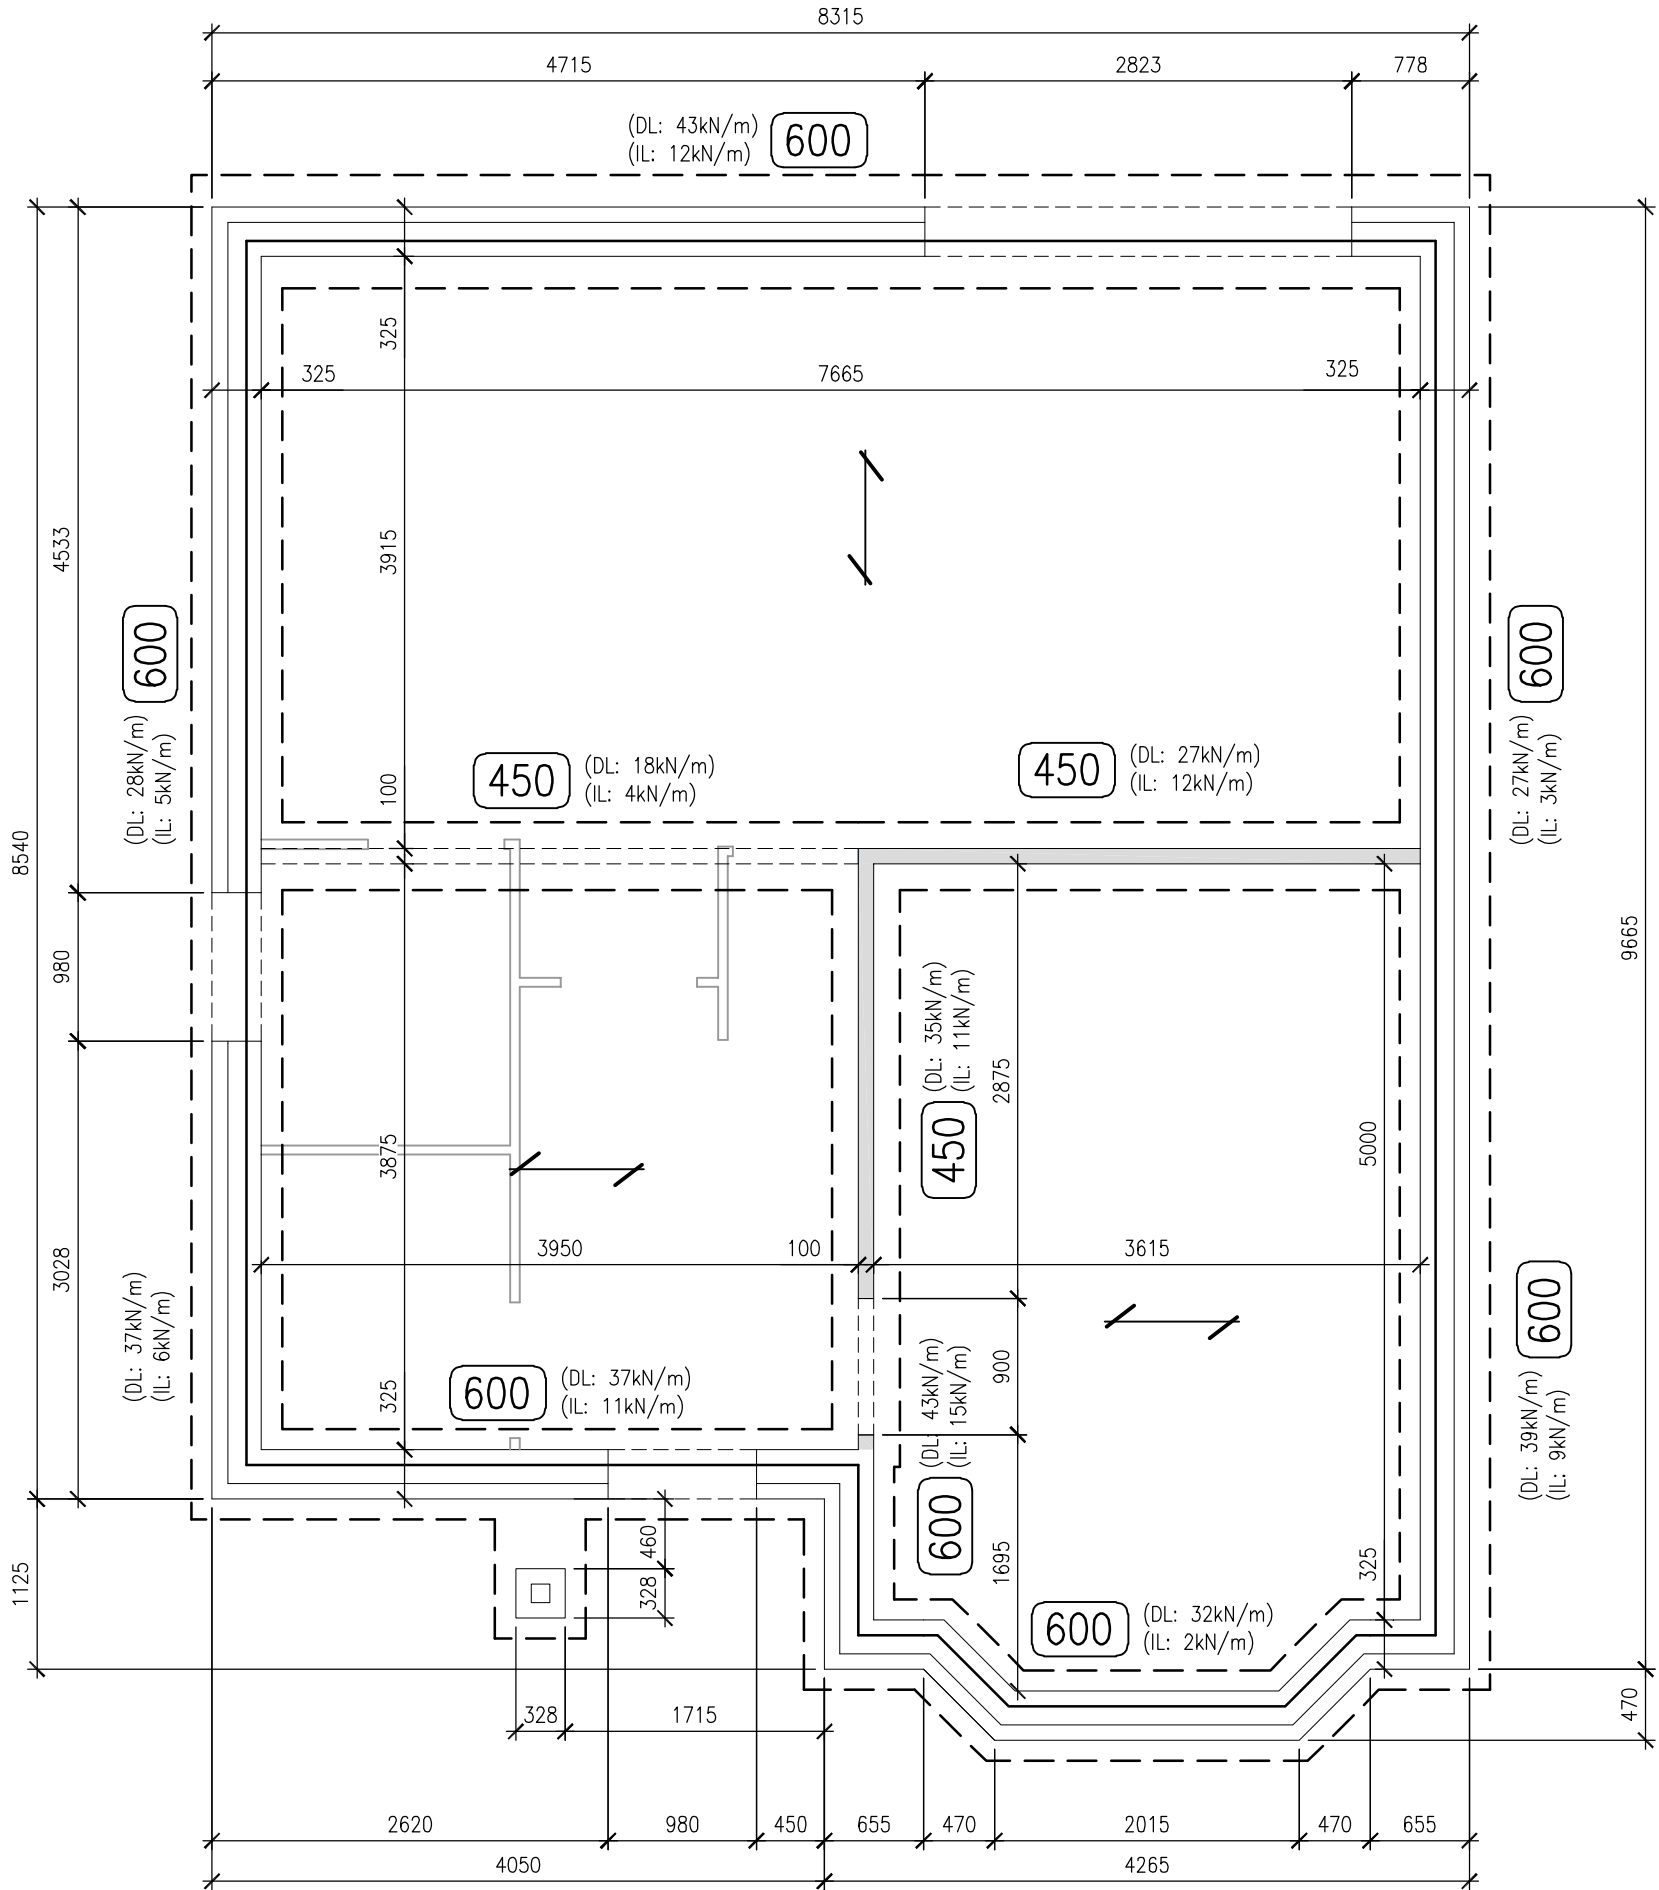 8315
4715
2823
778
(DL: 43kN/m)
(IL: 12kN/m)
600
325
325
7665
325
4533
3915
600
(DL: 28kN/m)
(IL: 5kN/m)
600
(DL: 27kN/m)
(IL: 3kN/m)
100
450
(DL: 18kN/m)
(IL: 4kN/m)
450
(DL: 27kN/m)
(IL: 12kN/m)
8540
980
9665
(DL: 35kN/m)
(IL: 11kN/m)
450
2875
3875
5000
3028
3950
100
3615
(DL: 37kN/m)
(IL: 6kN/m)
600
(DL: 39kN/m)
(IL: 9kN/m)
325
600
(DL: 37kN/m)
(IL: 11kN/m)
(DL: 43kN/m)
(IL: 15kN/m)
600
900
1695
325
460
328
1125
600
(DL: 32kN/m)
(IL: 2kN/m)
470
328
1715
2620
980
450
655
470
2015
470
655
4050
4265